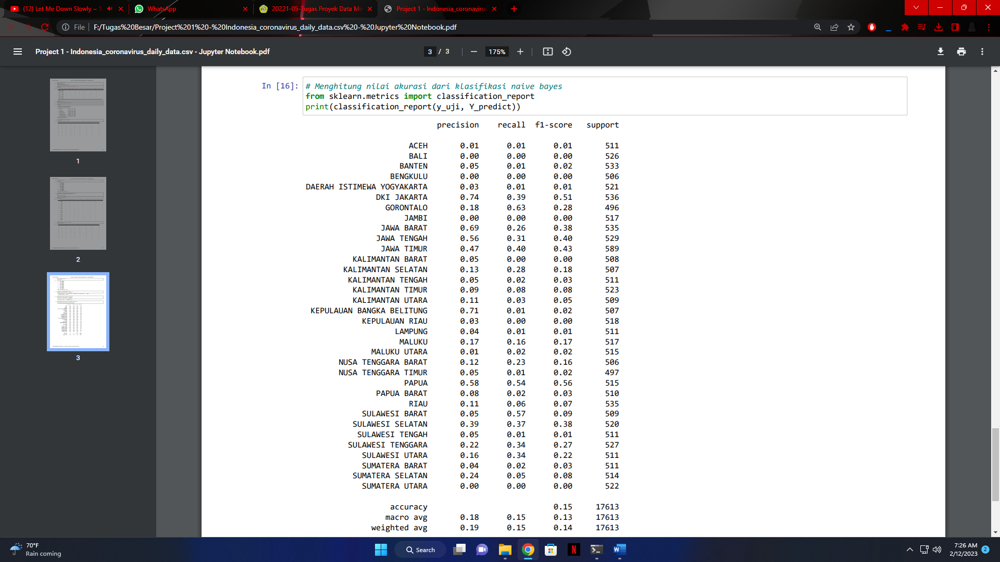 (12) Let Me Down Slowly ~ S
WhatsApp
20221-05-Tugas Proyek Data Mi
Project 1 - Indonesia_coronavirus
File F:/Tugas%20Besar/Project%201%20-%20Indonesia_coronavirus_daily_data.csv%20-%20Jupyter%20Notebook.pdf
Project 1 - Indonesia_coronavirus_daily_data.csv - Jupyter Notebook.pdf
3 / 3
175%
1
2
3
In [16]: # Menghitung nilai akurasi dari klasifikasi naive bayes
from sklearn.metrics import classification_report
print(classification_report(y_uji, Y_predict))
precision recall f1-score support
ACEH 0.01 0.01 0.01 511
BALI 0.00 0.00 0.00 526
BANTEN 0.05 0.01 0.02 533
BENGKULU 0.00 0.00 0.00 506
DAERAH ISTIMEWA YOGYAKARTA 0.03 0.01 0.01 521
DKI JAKARTA 0.74 0.39 0.51 536
GORONTALO 0.18 0.63 0.28 496
JAMBI 0.00 0.00 0.00 517
JAWA BARAT 0.69 0.26 0.38 535
JAWA TENGAH 0.56 0.31 0.40 529
JAWA TIMUR 0.47 0.40 0.43 589
KALIMANTAN BARAT 0.05 0.00 0.00 508
KALIMANTAN SELATAN 0.13 0.28 0.18 507
KALIMANTAN TENGAH 0.05 0.02 0.03 511
KALIMANTAN TIMUR 0.09 0.08 0.08 523
KALIMANTAN UTARA 0.11 0.03 0.05 509
KEPULAUAN BANGKA BELITUNG 0.71 0.01 0.02 507
KEPULAUAN RIAU 0.03 0.00 0.00 518
LAMPUNG 0.04 0.01 0.01 511
MALUKU 0.17 0.16 0.17 517
MALUKU UTARA 0.01 0.02 0.02 515
NUSA TENGGARA BARAT 0.12 0.23 0.16 506
NUSA TENGGARA TIMUR 0.05 0.01 0.02 497
PAPUA 0.58 0.54 0.56 515
PAPUA BARAT 0.08 0.02 0.03 510
RIAU 0.11 0.06 0.07 535
SULAWESI BARAT 0.05 0.57 0.09 509
SULAWESI SELATAN 0.39 0.37 0.38 520
SULAWESI TENGAH 0.05 0.01 0.01 511
SULAWESI TENGGARA 0.22 0.34 0.27 527
SULAWESI UTARA 0.16 0.34 0.22 511
SUMATERA BARAT 0.04 0.02 0.03 511
SUMATERA SELATAN 0.24 0.05 0.08 514
SUMATERA UTARA 0.00 0.00 0.00 522
accuracy 0.15 17613
macro avg 0.18 0.15 0.13 17613
weighted avg 0.19 0.15 0.14 17613
70°F
Rain coming
Search
7:26 AM
2/12/2023
2